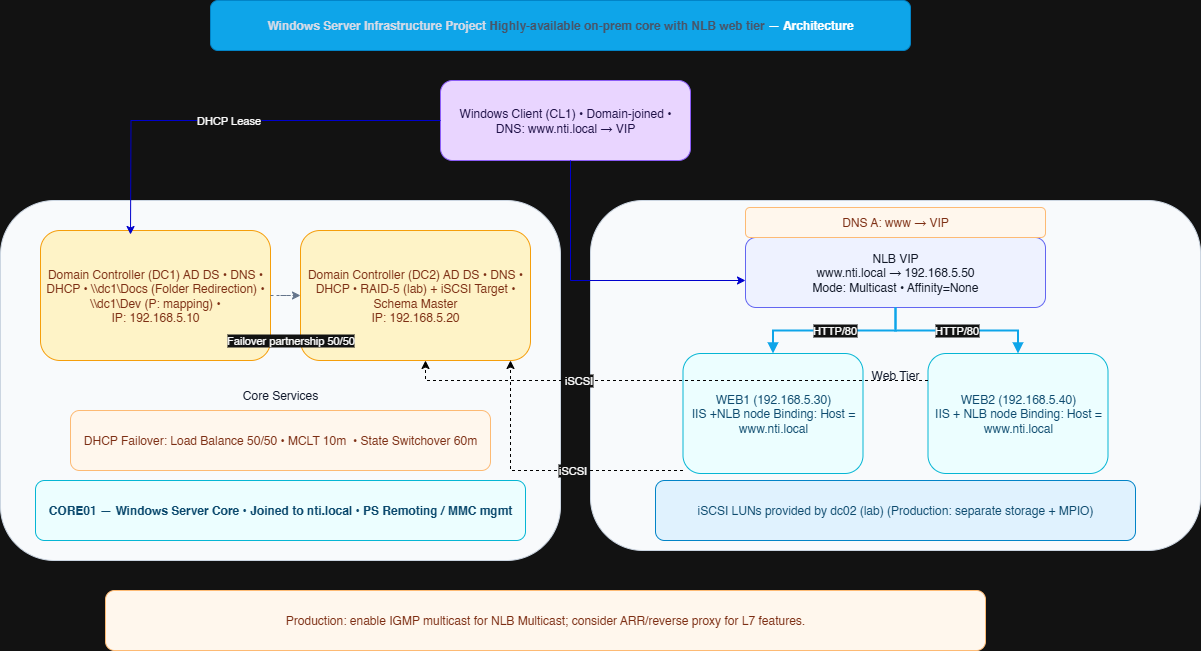 Windows Server Infrastructure Project Highly-available on-prem core with NLB web tier — Architecture
Windows Client (CL1) • Domain-joined •
DNS: www.nti.local → VIP
DHCP Lease
Domain Controller (DC1) AD DS • DNS •
DHCP • \\dc1\Docs (Folder Redirection) •
\\dc1\Dev (P: mapping) •
IP: 192.168.5.10
Domain Controller (DC2) AD DS • DNS •
DHCP • RAID-5 (lab) + iSCSI Target •
Schema Master
IP: 192.168.5.20
Failover partnership 50/50
Core Services
DHCP Failover: Load Balance 50/50 • MCLT 10m • State Switchover 60m
CORE01 — Windows Server Core • Joined to nti.local • PS Remoting / MMC mgmt
DNS A: www → VIP
NLB VIP
www.nti.local → 192.168.5.50
Mode: Multicast • Affinity=None
HTTP/80
HTTP/80
iSCSI
Web Tier
WEB1 (192.168.5.30)
IIS +NLB node Binding: Host =
www.nti.local
WEB2 (192.168.5.40)
IIS + NLB node Binding: Host =
www.nti.local
iSCSI
iSCSI LUNs provided by dc02 (lab) (Production: separate storage + MPIO)
Production: enable IGMP multicast for NLB Multicast; consider ARR/reverse proxy for L7 features.